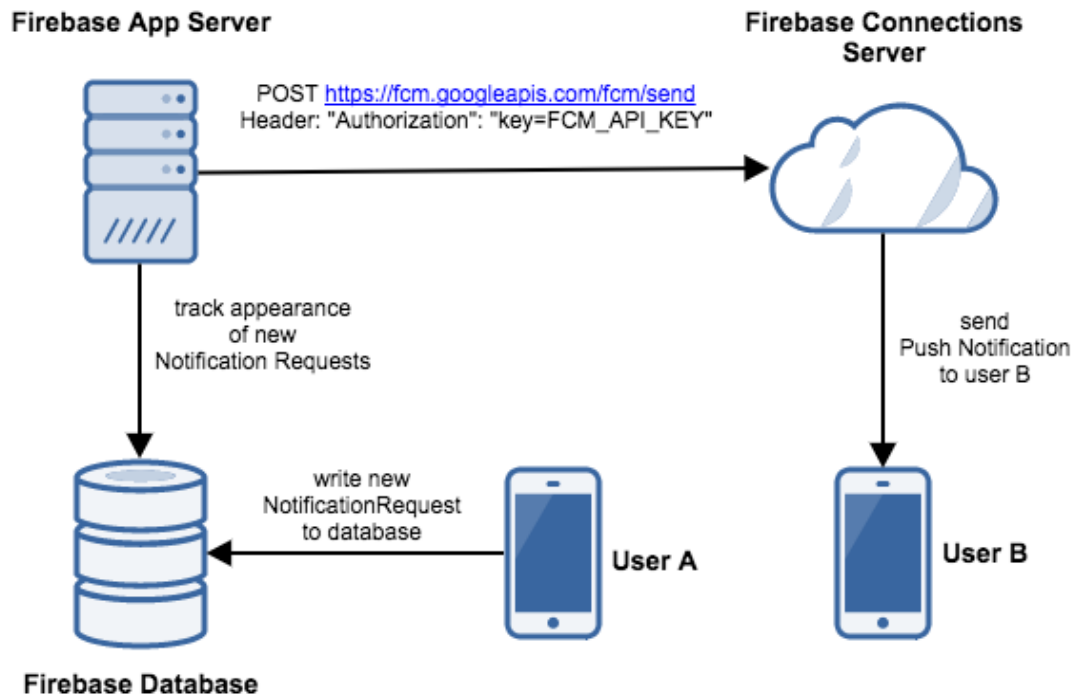 Firebase App Server
Firebase Connections
Server
POST https://fcm.googleapis.com/fcm/send
Header: "Authorization": "key=FCM_API_KEY"
track appearance
of new
Notification Requests
send
Push Notification
to user B
write new
NotificationRequest
to database
User A
User B
Firebase Database